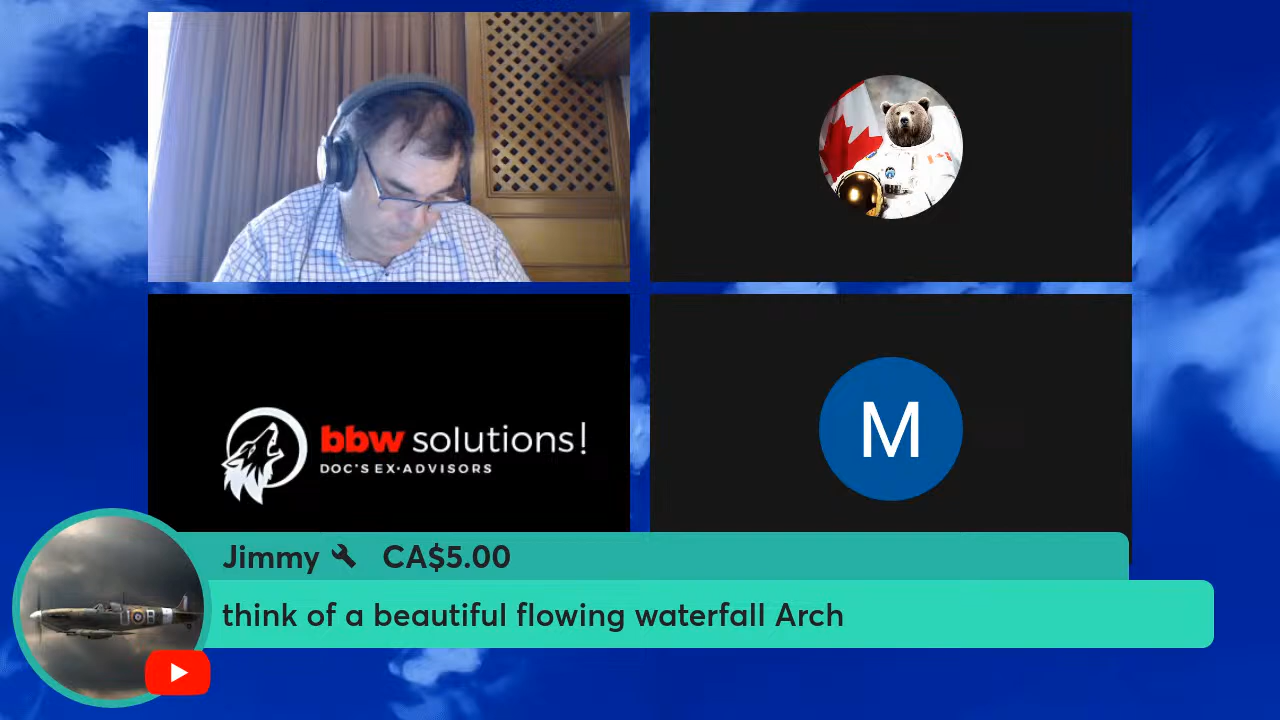 bbw solutions!
DOC'S EX·ADVISORS
M
Jimmy CA$5.00
think of a beautiful flowing waterfall Arch